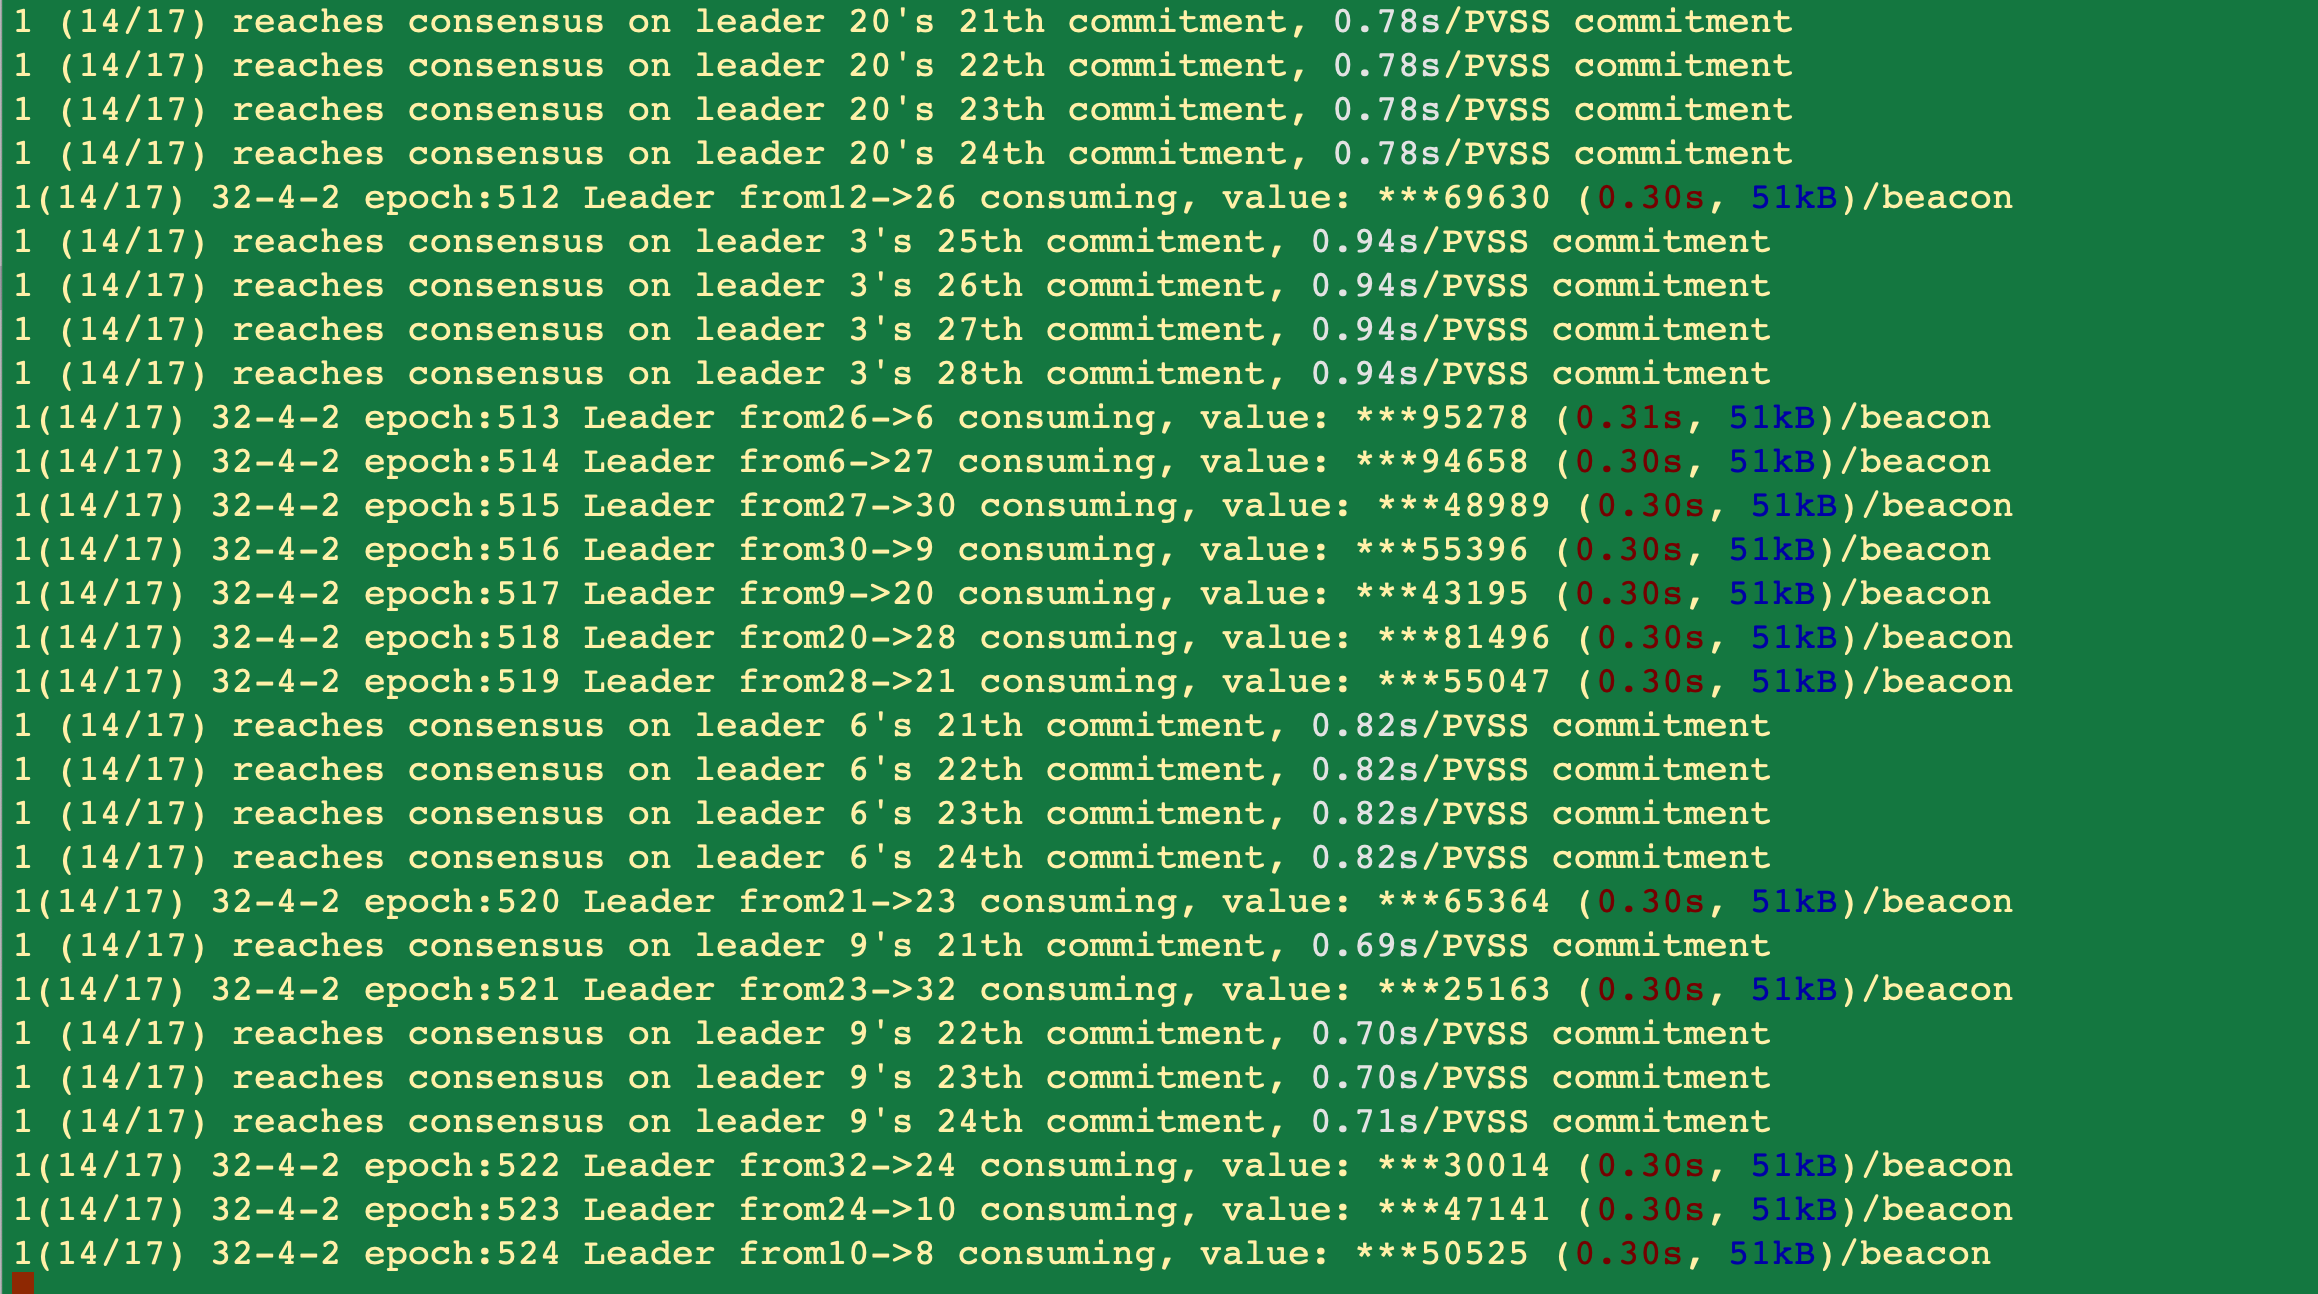 1 (14/17) reaches consensus on leader 20's 21th commitment, 0.78s/PVSS commitment
1 (14/17) reaches consensus on leader 20's 22th commitment, 0.78s/PVSS commitment
1 (14/17) reaches consensus on leader 20's 23th commitment, 0.78s/PVSS commitment
1 (14/17) reaches consensus on leader 20's 24th commitment, 0.78s/PVSS commitment
1(14/17) 32-4-2 epoch:512 Leader from12->26 consuming, value: ***69630 (0.30s, 51kB)/beacon
1 (14/17) reaches consensus on leader 3's 25th commitment, 0.94s/PVSS commitment
1 (14/17) reaches consensus on leader 3's 26th commitment, 0.94s/PVSS commitment
1 (14/17) reaches consensus on leader 3's 27th commitment, 0.94s/PVSS commitment
1 (14/17) reaches consensus on leader 3's 28th commitment, 0.94s/PVSS commitment
1(14/17) 32-4-2 epoch:513 Leader from26->6 consuming, value: ***95278 (0.31s, 51kB)/beacon
1(14/17) 32-4-2 epoch:514 Leader from6->27 consuming, value: ***94658 (0.30s, 51kB)/beacon
1(14/17) 32-4-2 epoch:515 Leader from27->30 consuming, value: ***48989 (0.30s, 51kB)/beacon
1(14/17) 32-4-2 epoch:516 Leader from30->9 consuming, value: ***55396 (0.30s, 51kB)/beacon
1(14/17) 32-4-2 epoch:517 Leader from9->20 consuming, value: ***43195 (0.30s, 51kB)/beacon
1(14/17) 32-4-2 epoch:518 Leader from20->28 consuming, value: ***81496 (0.30s, 51kB)/beacon
1(14/17) 32-4-2 epoch:519 Leader from28->21 consuming, value: ***55047 (0.30s, 51kB)/beacon
1 (14/17) reaches consensus on leader 6's 21th commitment, 0.82s/PVSS commitment
1 (14/17) reaches consensus on leader 6's 22th commitment, 0.82s/PVSS commitment
1 (14/17) reaches consensus on leader 6's 23th commitment, 0.82s/PVSS commitment
1 (14/17) reaches consensus on leader 6's 24th commitment, 0.82s/PVSS commitment
1(14/17) 32-4-2 epoch:520 Leader from21->23 consuming, value: ***65364 (0.30s, 51kB)/beacon
1 (14/17) reaches consensus on leader 9's 21th commitment, 0.69s/PVSS commitment
1(14/17) 32-4-2 epoch:521 Leader from23->32 consuming, value: ***25163 (0.30s, 51kB)/beacon
1 (14/17) reaches consensus on leader 9's 22th commitment, 0.70s/PVSS commitment
1 (14/17) reaches consensus on leader 9's 23th commitment, 0.70s/PVSS commitment
1 (14/17) reaches consensus on leader 9's 24th commitment, 0.71s/PVSS commitment
1(14/17) 32-4-2 epoch:522 Leader from32->24 consuming, value: ***30014 (0.30s, 51kB)/beacon
1(14/17) 32-4-2 epoch:523 Leader from24->10 consuming, value: ***47141 (0.30s, 51kB)/beacon
1(14/17) 32-4-2 epoch:524 Leader from10->8 consuming, value: ***50525 (0.30s, 51kB)/beacon